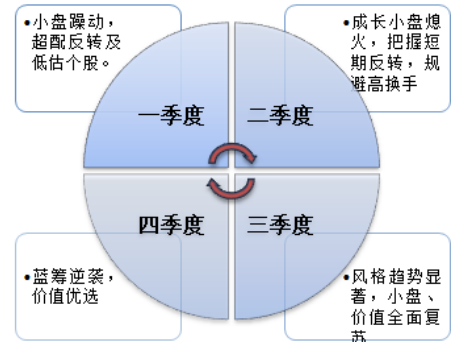 •小盘躁动，
超配反转及
低估个股。
•成长小盘熄
火，把握短
期反转，规
避高换手
一季度
二季度
四季度
三季度
•蓝筹逆袭，
价值优选
•风格趋势显
著，小盘、
价值全面复
苏